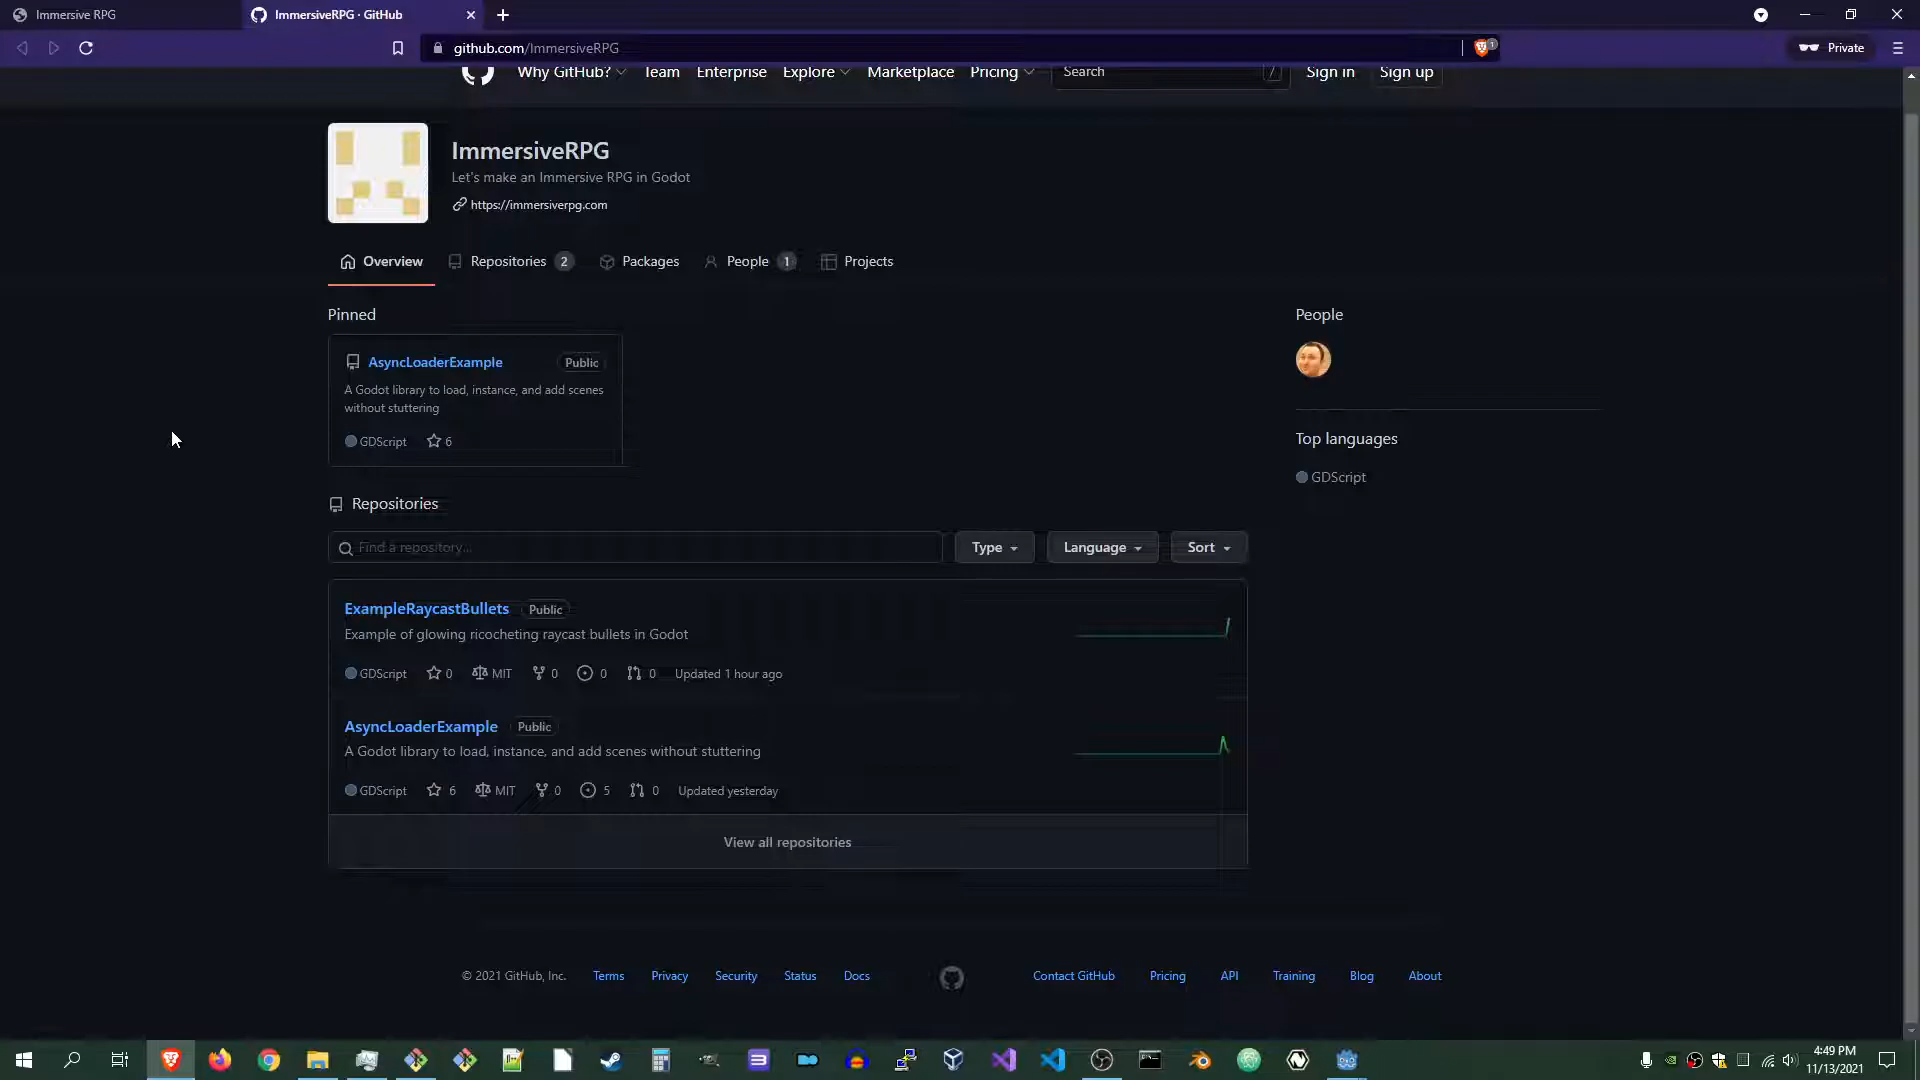 Immersive RPG
ImmersiveRPG · GitHub
github.com/ImmersiveRPG
1
Private
Why GitHub? Team Enterprise Explore Marketplace Pricing Search / Sign in Sign up
ImmersiveRPG
Let's make an Immersive RPG in Godot
https://immersiverpg.com
Overview Repositories 2 Packages People 1 Projects
Pinned
AsyncLoaderExample Public
A Godot library to load, instance, and add scenes
without stuttering
GDScript 6
People
Top languages
GDScript
Repositories
Find a repository...
Type Language Sort
ExampleRaycastBullets Public
Example of glowing ricocheting raycast bullets in Godot
GDScript 0 MIT 0 0 0 Updated 1 hour ago
AsyncLoaderExample Public
A Godot library to load, instance, and add scenes without stuttering
GDScript 6 MIT 0 5 0 Updated yesterday
View all repositories
© 2021 GitHub, Inc. Terms Privacy Security Status Docs Contact GitHub Pricing API Training Blog About
4:49 PM
11/13/2021